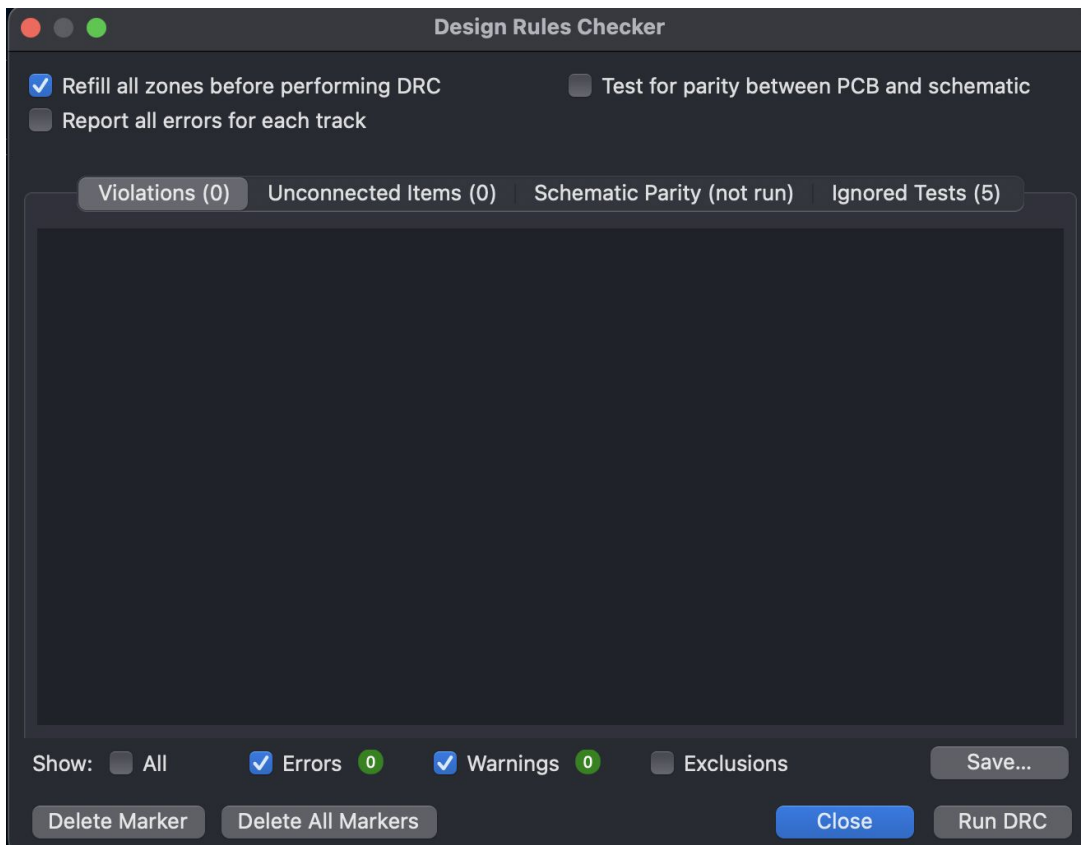 Design Rules Checker
Refill all zones before performing DRC Test for parity between PCB and schematic
Report all errors for each track
Violations (0) Unconnected Items (0) Schematic Parity (not run) Ignored Tests (5)
Show: All Errors 0 Warnings 0 Exclusions Save...
Delete Marker Delete All Markers Close Run DRC